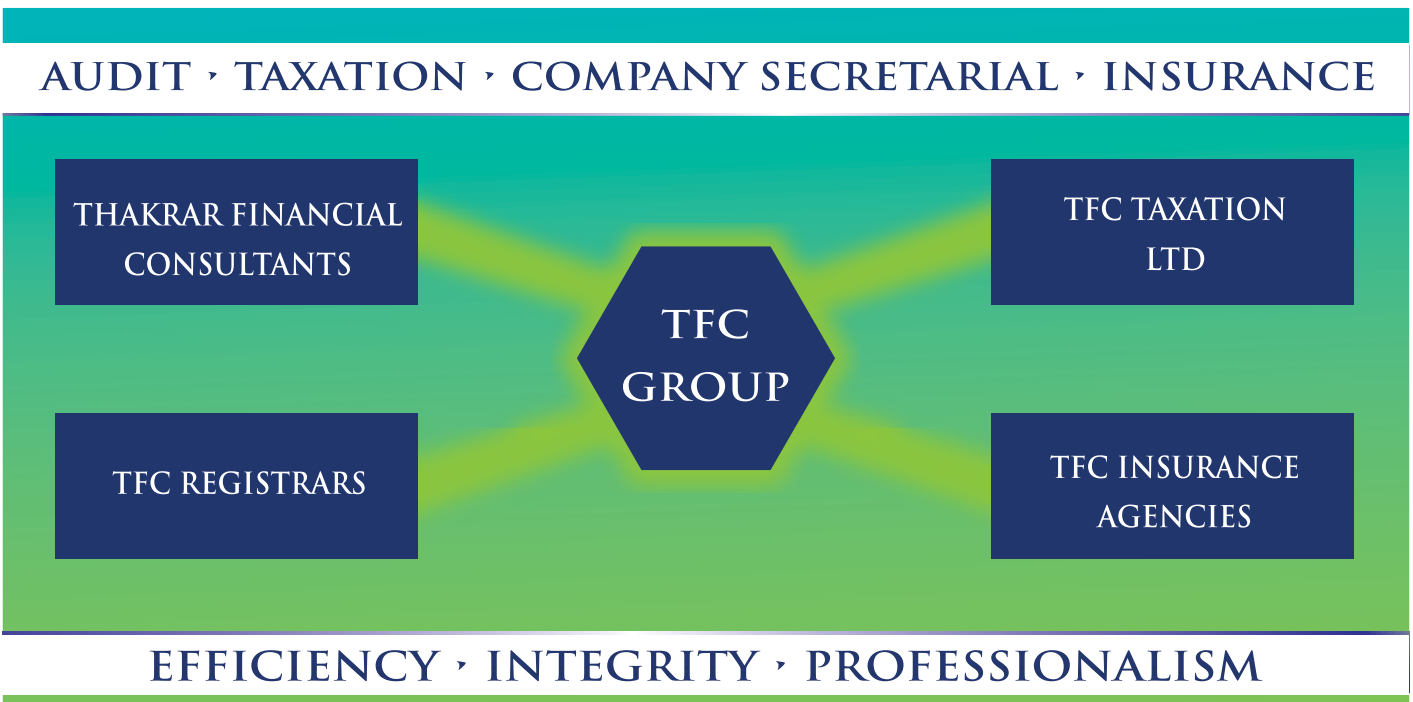 AUDIT · TAXATION · COMPANY SECRETARIAL · INSURANCE
THAKRAR FINANCIAL
CONSULTANTS
TFC TAXATION
LTD
TFC
GROUP
TFC REGISTRARS
TFC INSURANCE
AGENCIES
EFFICIENCY · INTEGRITY · PROFESSIONALISM